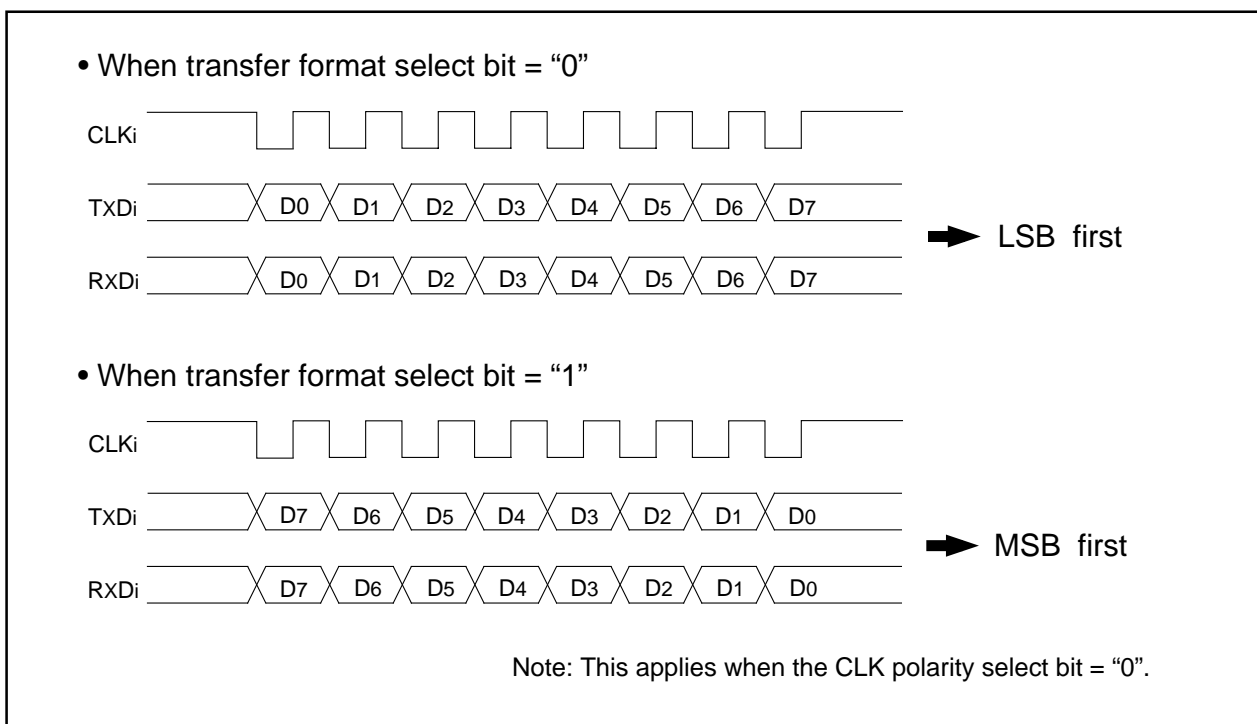 • When transfer format select bit = “0”
CLKi
TXDi D0 D1 D2 D3 D4 D5 D6 D7
RXDi D0 D1 D2 D3 D4 D5 D6 D7
LSB first
• When transfer format select bit = “1”
CLKi
TXDi D7 D6 D5 D4 D3 D2 D1 D0
RXDi D7 D6 D5 D4 D3 D2 D1 D0
MSB first
Note: This applies when the CLK polarity select bit = “0”.